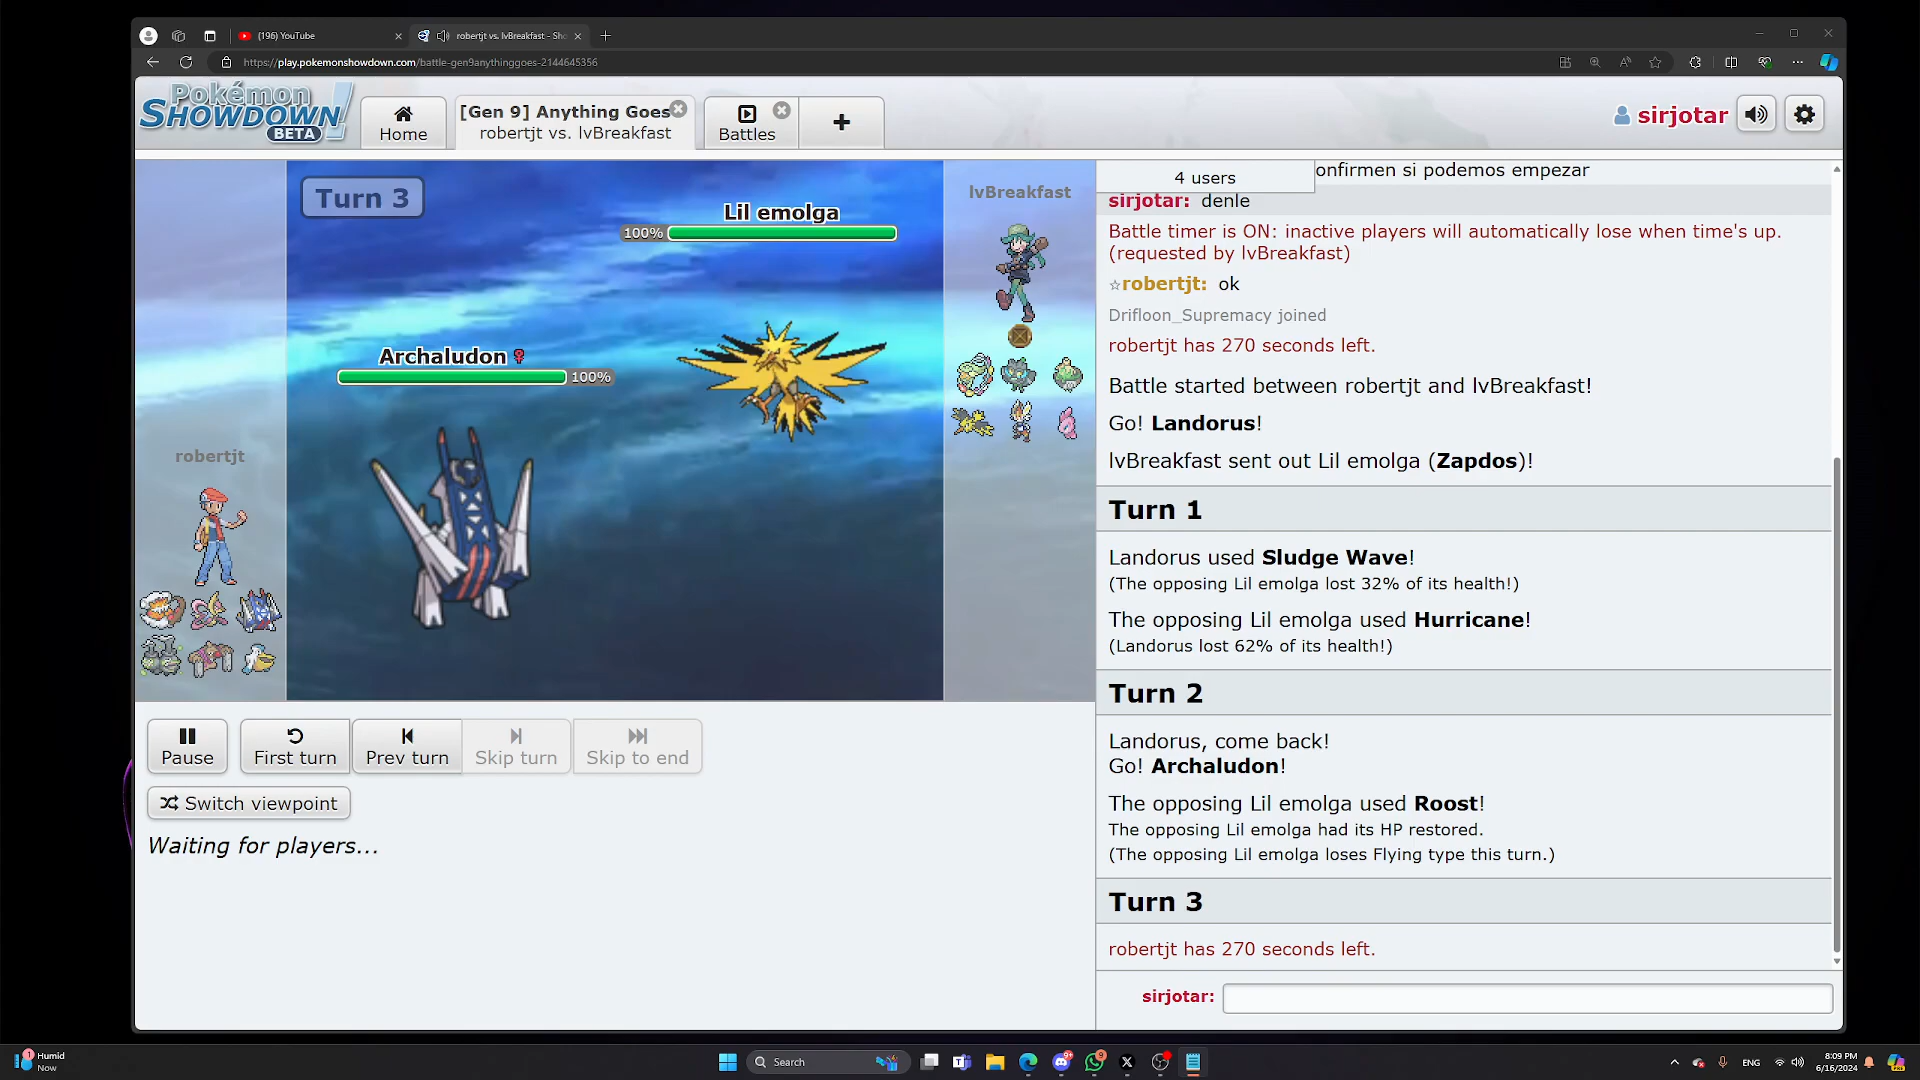 (196) YouTube
robertjt vs. lvBreakfast - Sho
https://play.pokemonshowdown.com/battle-gen9anythinggoes-2144645356
Pokémon
SHOWDOWN!
BETA
Home
[Gen 9] Anything Goes
robertjt vs. lvBreakfast
Battles
sirjotar
Turn 3
Lil emolga
100%
Archaludon
100%
lvBreakfast
robertjt
Pause
First turn
Prev turn
Skip turn
Skip to end
Switch viewpoint
Waiting for players...
4 users
onfirmen si podemos empezar
sirjotar: denle
Battle timer is ON: inactive players will automatically lose when time's up.
(requested by lvBreakfast)
☆robertjt: ok
Drifloon_Supremacy joined
robertjt has 270 seconds left.
Battle started between robertjt and lvBreakfast!
Go! Landorus!
lvBreakfast sent out Lil emolga (Zapdos)!
Turn 1
Landorus used Sludge Wave!
(The opposing Lil emolga lost 32% of its health!)
The opposing Lil emolga used Hurricane!
(Landorus lost 62% of its health!)
Turn 2
Landorus, come back!
Go! Archaludon!
The opposing Lil emolga used Roost!
The opposing Lil emolga had its HP restored.
(The opposing Lil emolga loses Flying type this turn.)
Turn 3
robertjt has 270 seconds left.
sirjotar:
1
Humid
Now
Search
9+
9
ENG
8:09 PM
6/16/2024